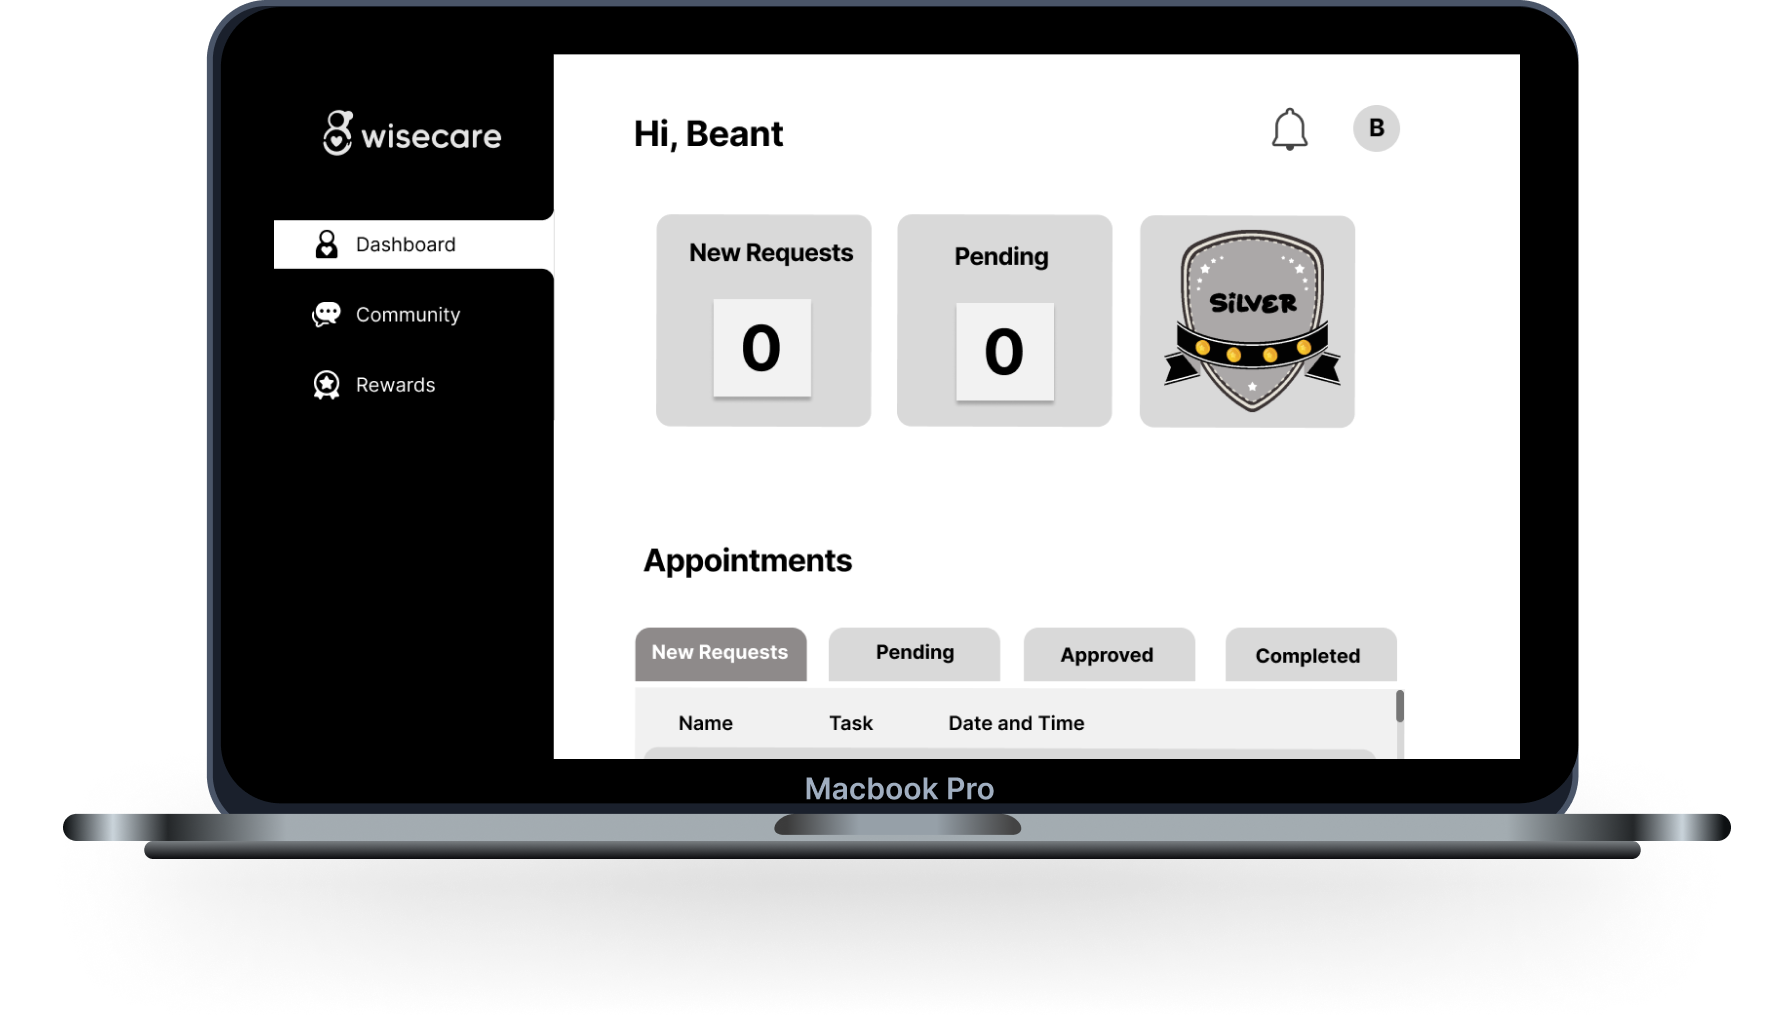 wisecare
Dashboard
Community
Rewards
Hi, Beant
B
New Requests
0
Pending
0
SILVER
Appointments
New Requests
Pending
Approved
Completed
Name
Task
Date and Time
Macbook Pro